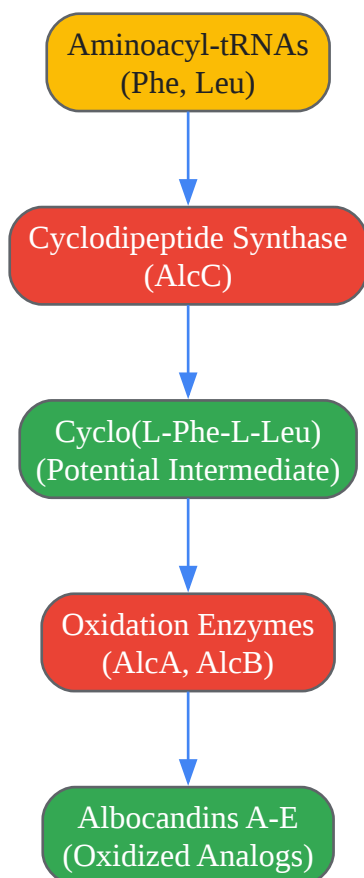 Aminoacyl-tRNAs
(Phe, Leu)
Cyclodipeptide Synthase
(AlcC)
Cyclo(L-Phe-L-Leu)
(Potential Intermediate)
Oxidation Enzymes
(AlcA, AlcB)
Albocandins A-E
(Oxidized Analogs)